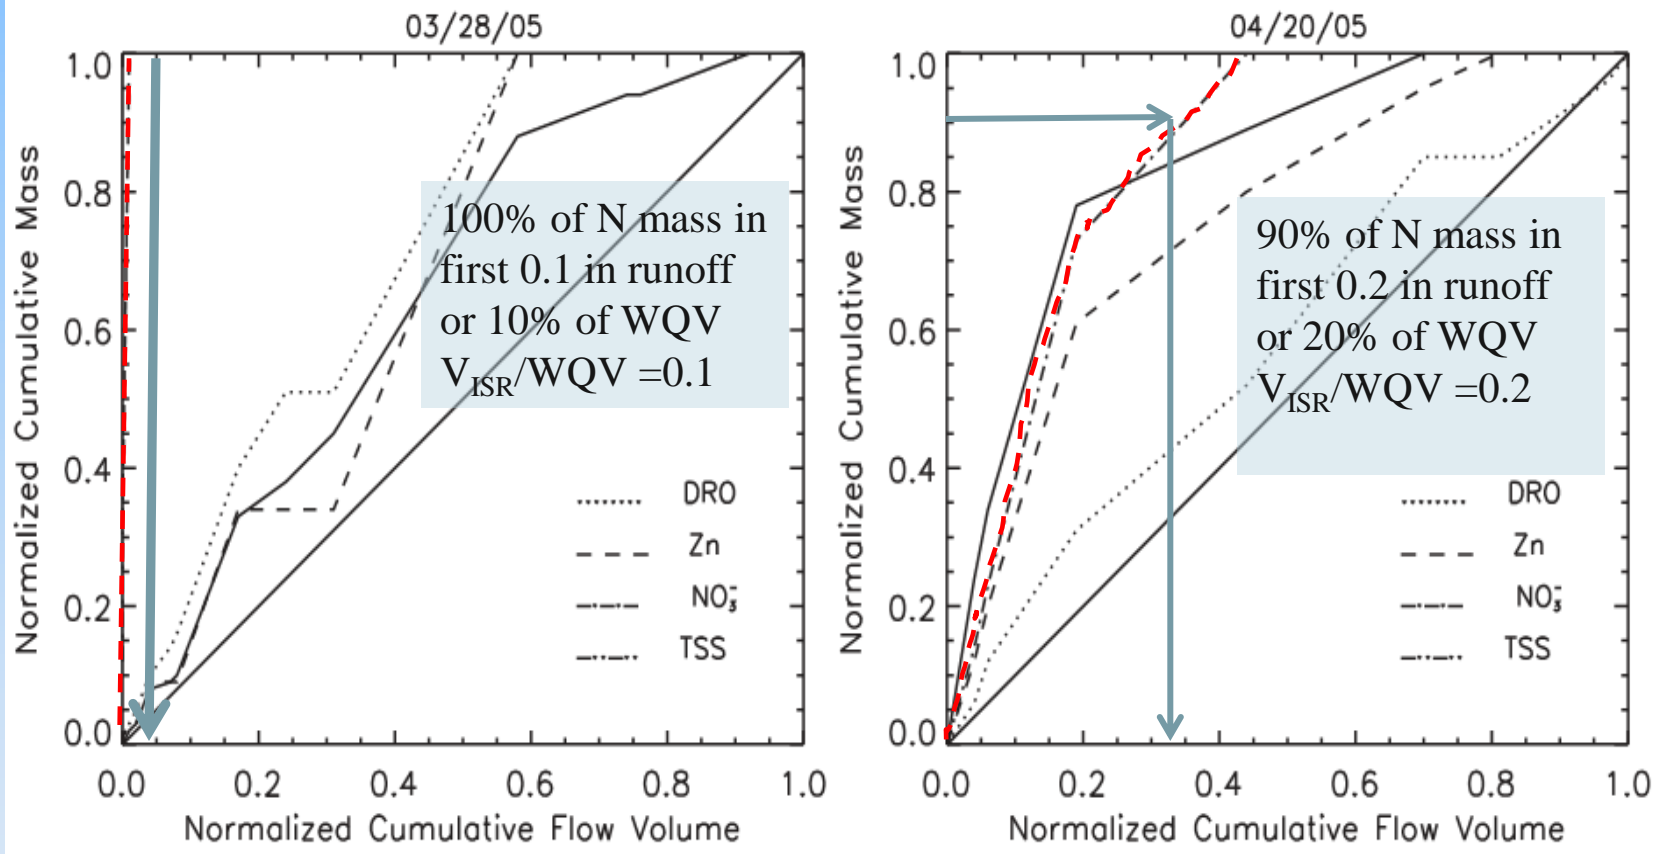 03/28/05
1.0
0.8
0.6
0.4
0.2
0.0
Normalized Cumulative Mass
100% of N mass in
first 0.1 in runoff
or 10% of WQV
V_ISR/WQV =0.1
DRO
Zn
NO₃⁻
TSS
0.0 0.2 0.4 0.6 0.8 1.0
Normalized Cumulative Flow Volume
04/20/05
1.0
0.8
0.6
0.4
0.2
0.0
Normalized Cumulative Mass
90% of N mass in
first 0.2 in runoff
or 20% of WQV
V_ISR/WQV =0.2
DRO
Zn
NO₃⁻
TSS
0.0 0.2 0.4 0.6 0.8 1.0
Normalized Cumulative Flow Volume